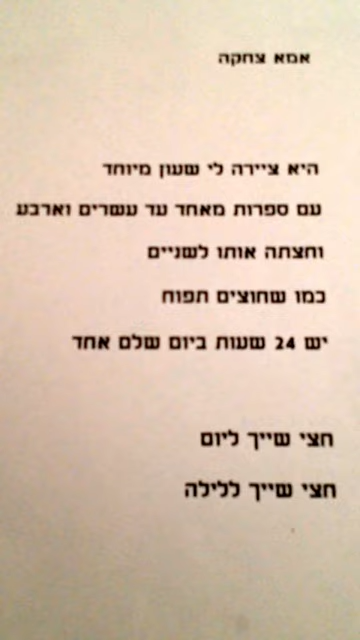 אמא צחקה
היא ציירה לי שעון מיוחד
עם ספרות מאחד עד עשרים וארבע
וחצתה אותו לשניים
כמו שחוצים תפוח
יש 24 שעות ביום שלם אחד
חצי שייך ליום
חצי שייך ללילה